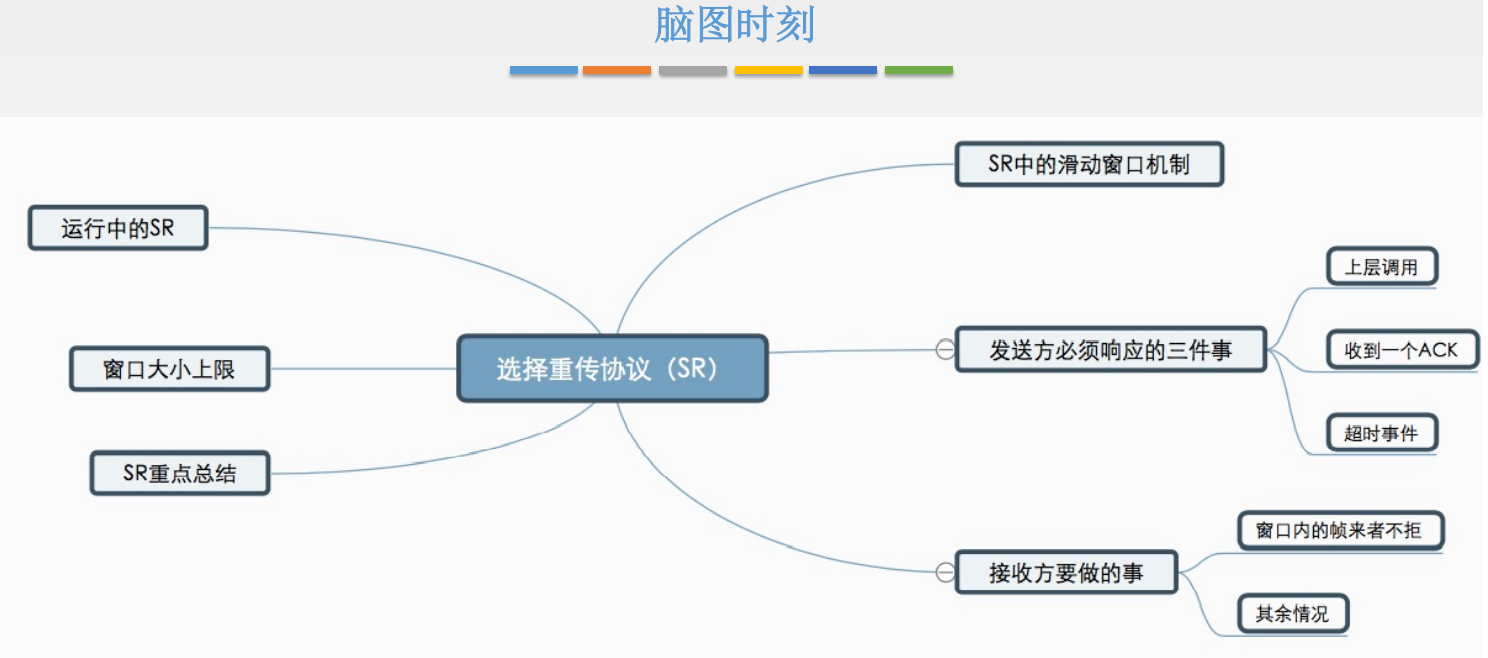 脑图时刻
SR中的滑动窗口机制
运行中的SR
上层调用
发送方必须响应的三件事
收到一个ACK
窗口大小上限
选择重传协议（SR）
超时事件
SR重点总结
窗口内的帧来者不拒
接收方要做的事
其余情况